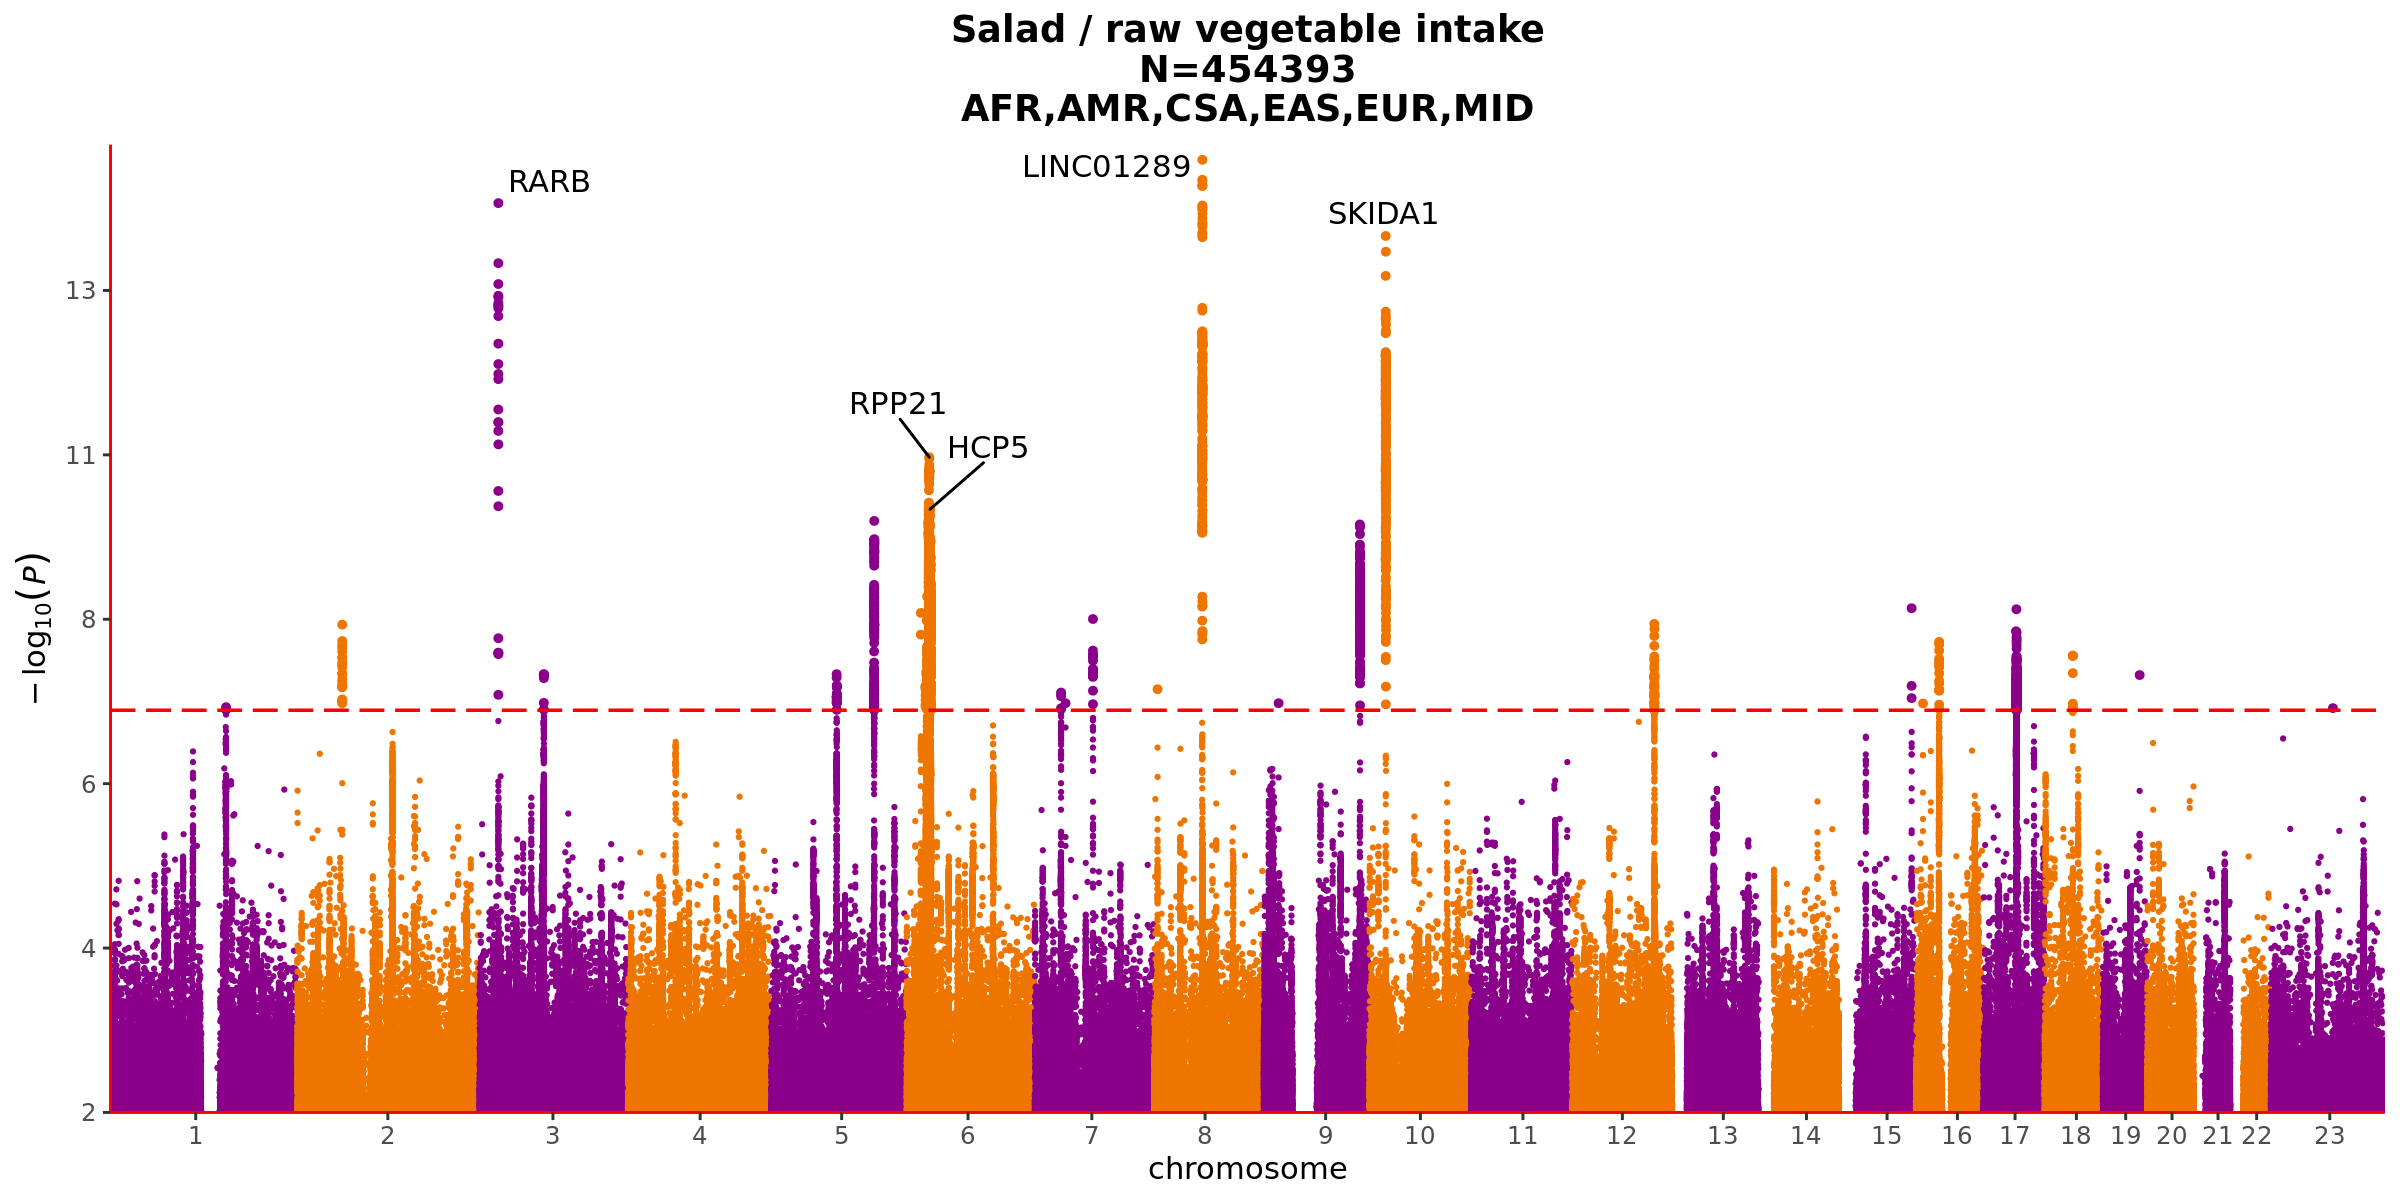 Salad / raw vegetable intake
N=454393
AFR,AMR,CSA,EAS,EUR,MID
LINC01289
RARB
SKIDA1
13
RPP21
HCP5
11
−log10(P)
8
6
4
2
1 2 3 4 5 6 7 8 9 10 11 12 13 14 15 16 17 18 19 20 21 22 23
chromosome